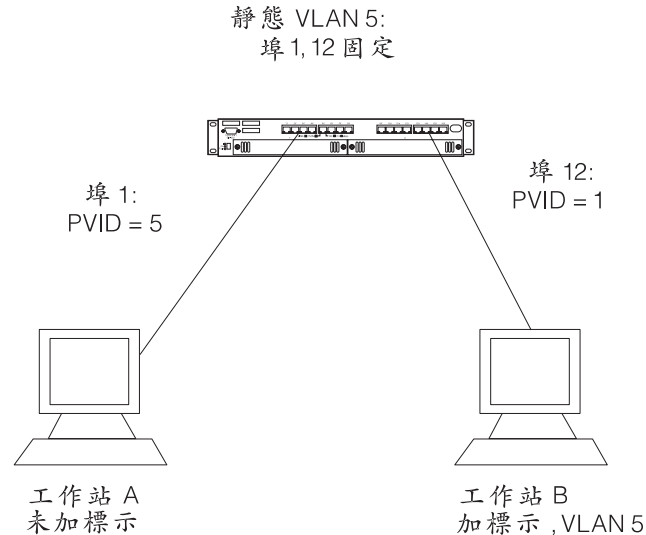 靜態 VLAN 5:
埠 1, 12 固定
埠 1:
PVID = 5
埠 12:
PVID = 1
工作站 A
未加標示
工作站 B
加標示 , VLAN 5